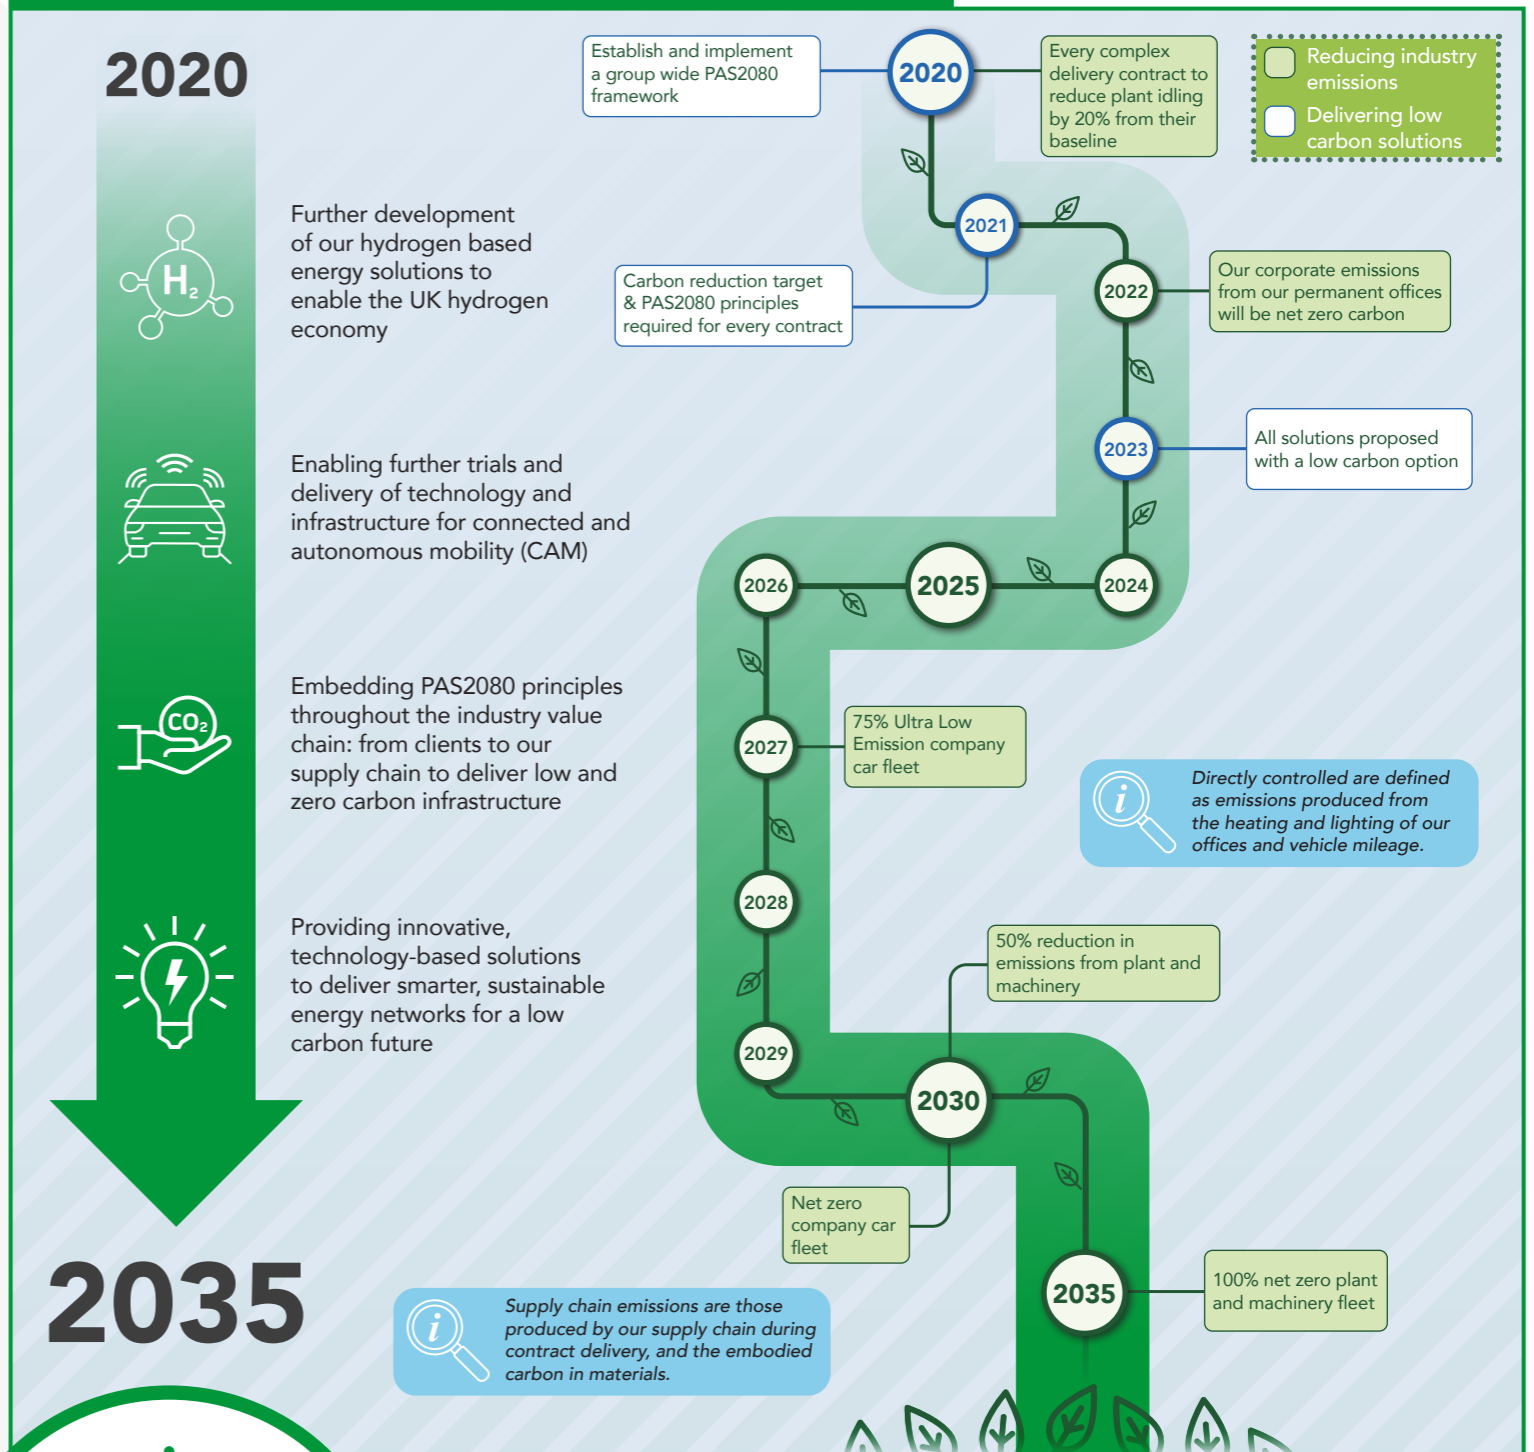 2020
Further development
of our hydrogen based
energy solutions to
enable the UK hydrogen
economy
H2
Enabling further trials and
delivery of technology and
infrastructure for connected and
autonomous mobility (CAM)
Embedding PAS2080 principles
throughout the industry value
chain: from clients to our
supply chain to deliver low and
zero carbon infrastructure
CO2
Providing innovative,
technology-based solutions
to deliver smarter, sustainable
energy networks for a low
carbon future
2035
Establish and implement
a group wide PAS2080
framework
2020
Every complex
delivery contract to
reduce plant idling
by 20% from their
baseline
Reducing industry
emissions
Delivering low
carbon solutions
2021
Carbon reduction target
& PAS2080 principles
required for every contract
2022
Our corporate emissions
from our permanent offices
will be net zero carbon
2023
All solutions proposed
with a low carbon option
2024
2025
2026
2027
75% Ultra Low
Emission company
car fleet
i
Directly controlled are defined
as emissions produced from
the heating and lighting of our
offices and vehicle mileage.
2028
2029
50% reduction in
emissions from plant and
machinery
2030
Net zero
company car
fleet
2035
100% net zero plant
and machinery fleet
i
Supply chain emissions are those
produced by our supply chain during
contract delivery, and the embodied
carbon in materials.